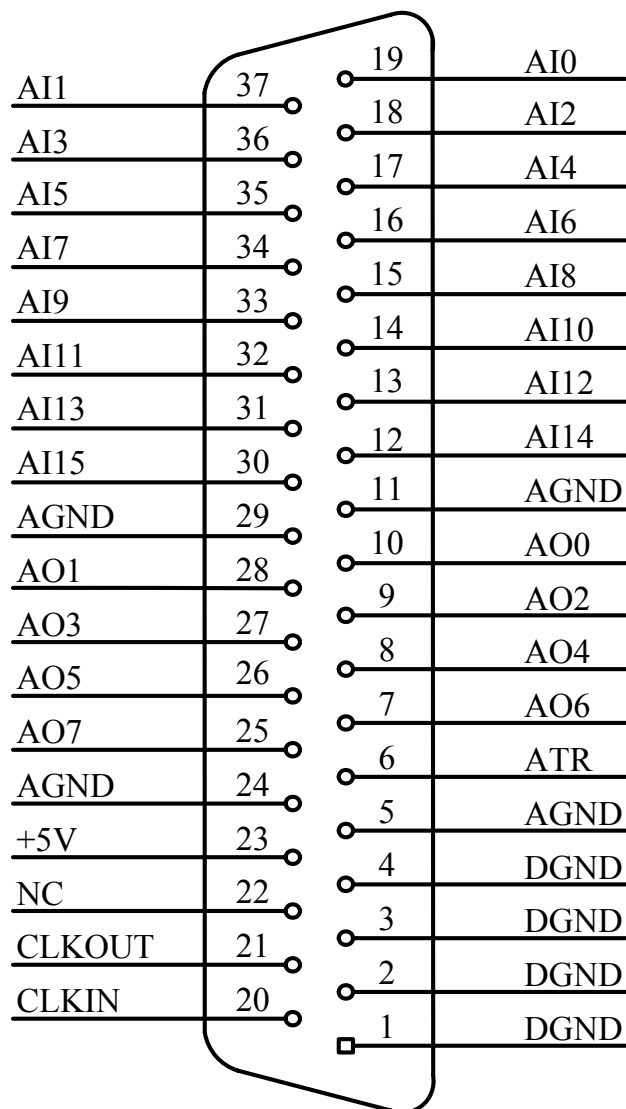 19 AI0
AI1 37
18 AI2
AI3 36
17 AI4
AI5 35
16 AI6
AI7 34
15 AI8
AI9 33
14 AI10
AI11 32
13 AI12
AI13 31
12 AI14
AI15 30
11 AGND
AGND 29
10 AO0
AO1 28
9 AO2
AO3 27
8 AO4
AO5 26
7 AO6
AO7 25
6 ATR
AGND 24
5 AGND
+5V 23
4 DGND
NC 22
3 DGND
CLKOUT 21
2 DGND
CLKIN 20
1 DGND